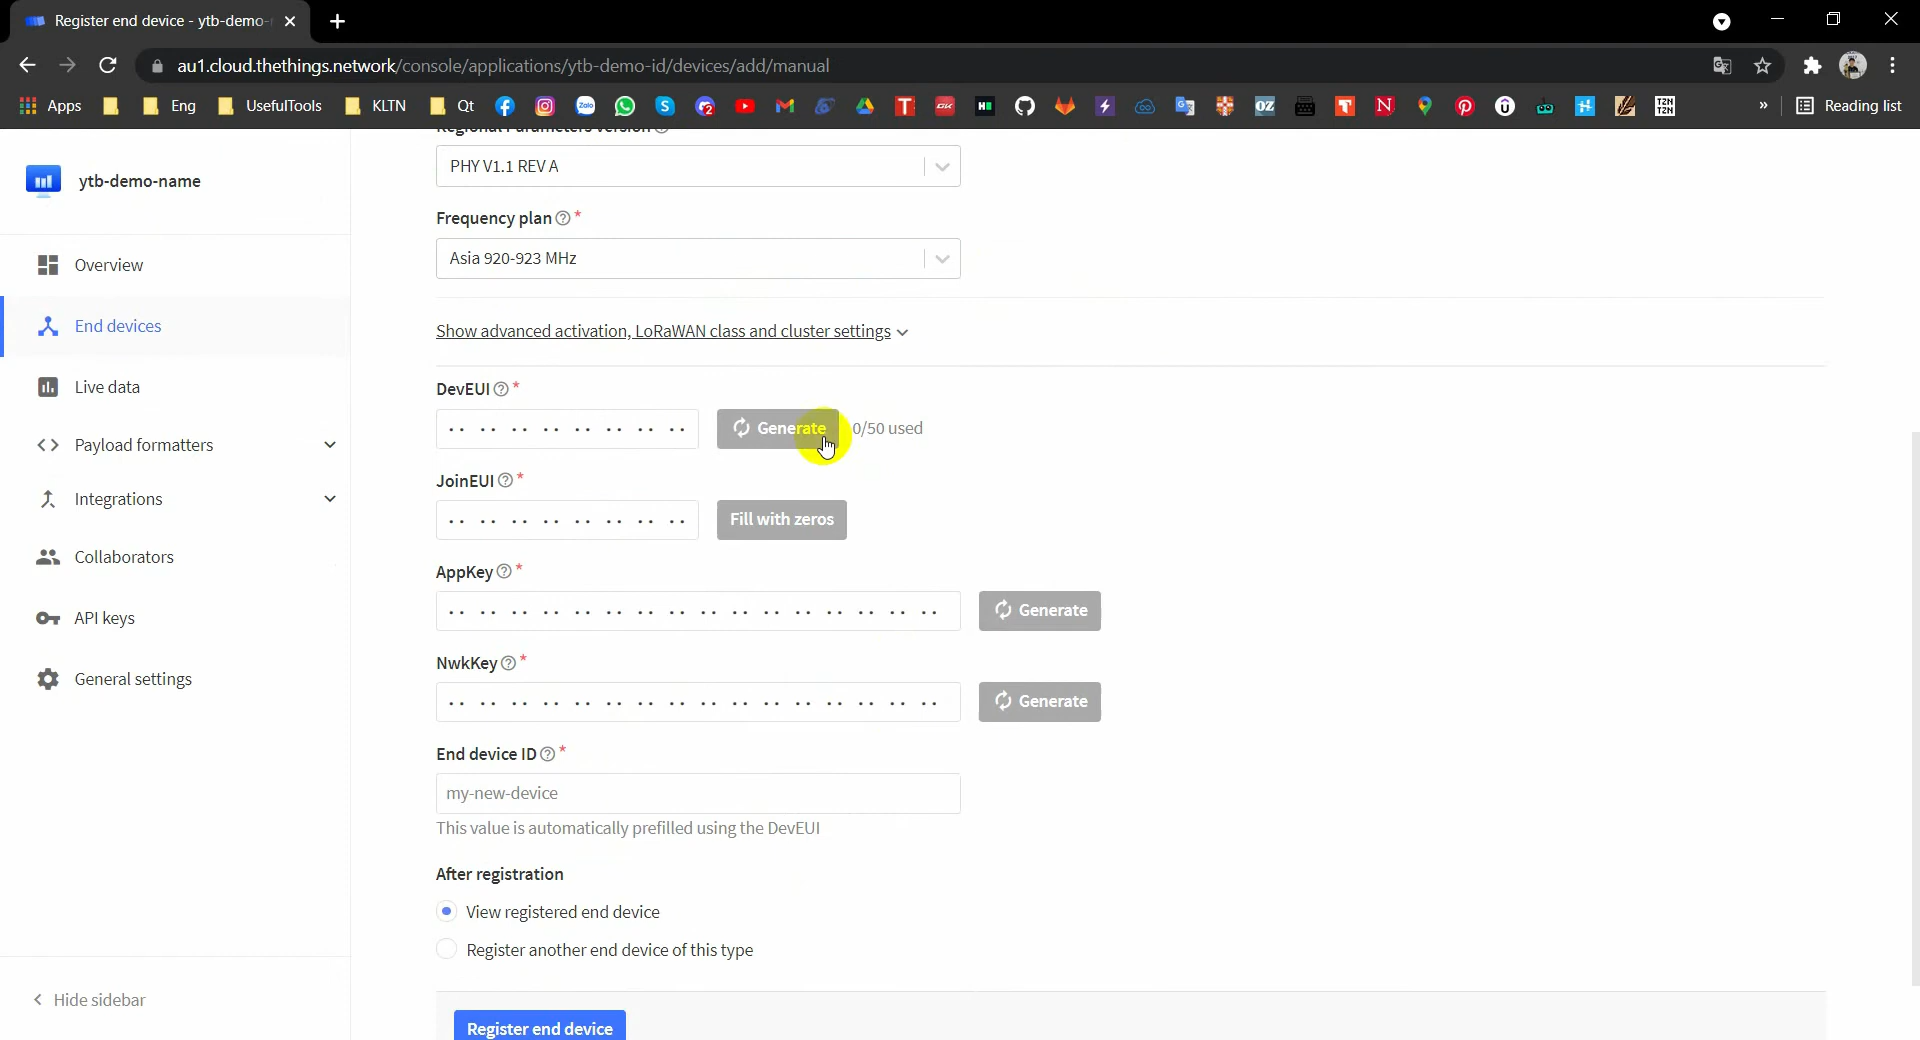 Register end device - ytb-demo-
au1.cloud.thethings.network/console/applications/ytb-demo-id/devices/add/manual
Apps
Eng
UsefulTools
KLTN
Qt
»
Reading list
ytb-demo-name
Overview
End devices
Live data
Payload formatters
Integrations
Collaborators
API keys
General settings
Hide sidebar
Regional Parameters version
PHY V1.1 REV A
Frequency plan *
Asia 920-923 MHz
Show advanced activation, LoRaWAN class and cluster settings
DevEUI *
Generate
0/50 used
JoinEUI *
Fill with zeros
AppKey *
Generate
NwkKey *
Generate
End device ID *
my-new-device
This value is automatically prefilled using the DevEUI
After registration
View registered end device
Register another end device of this type
Register end device